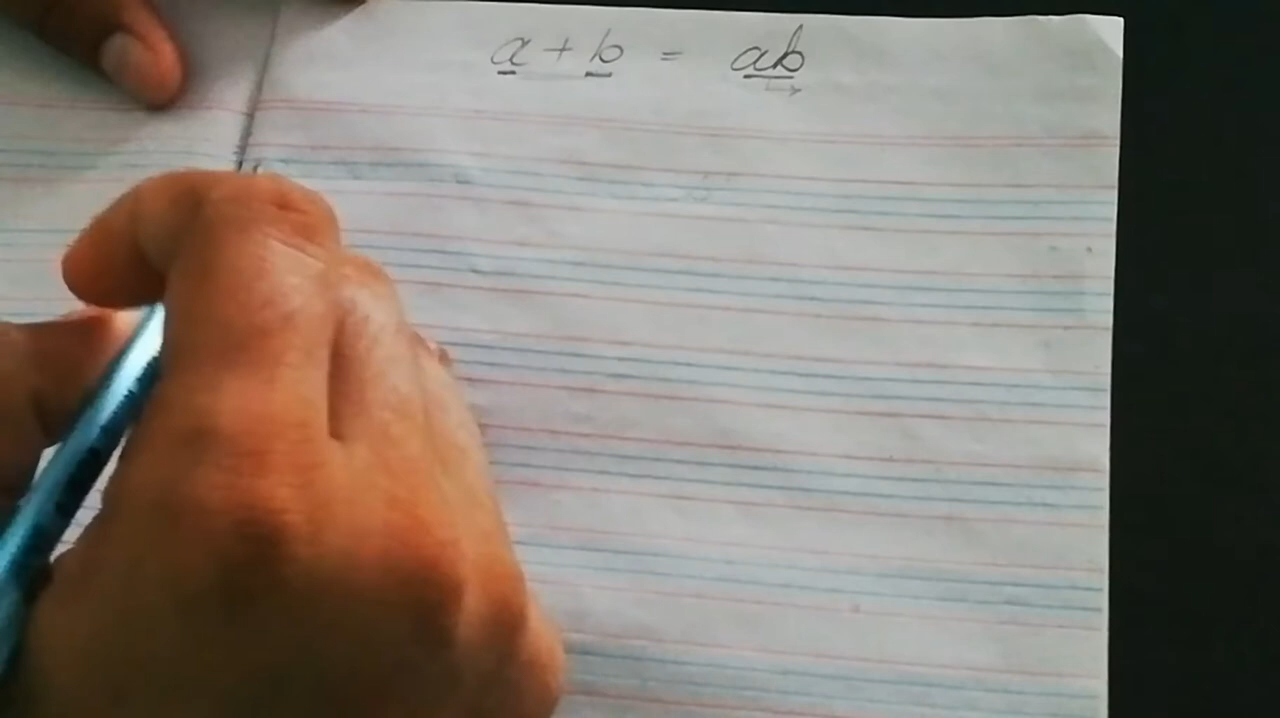 a + b = ab